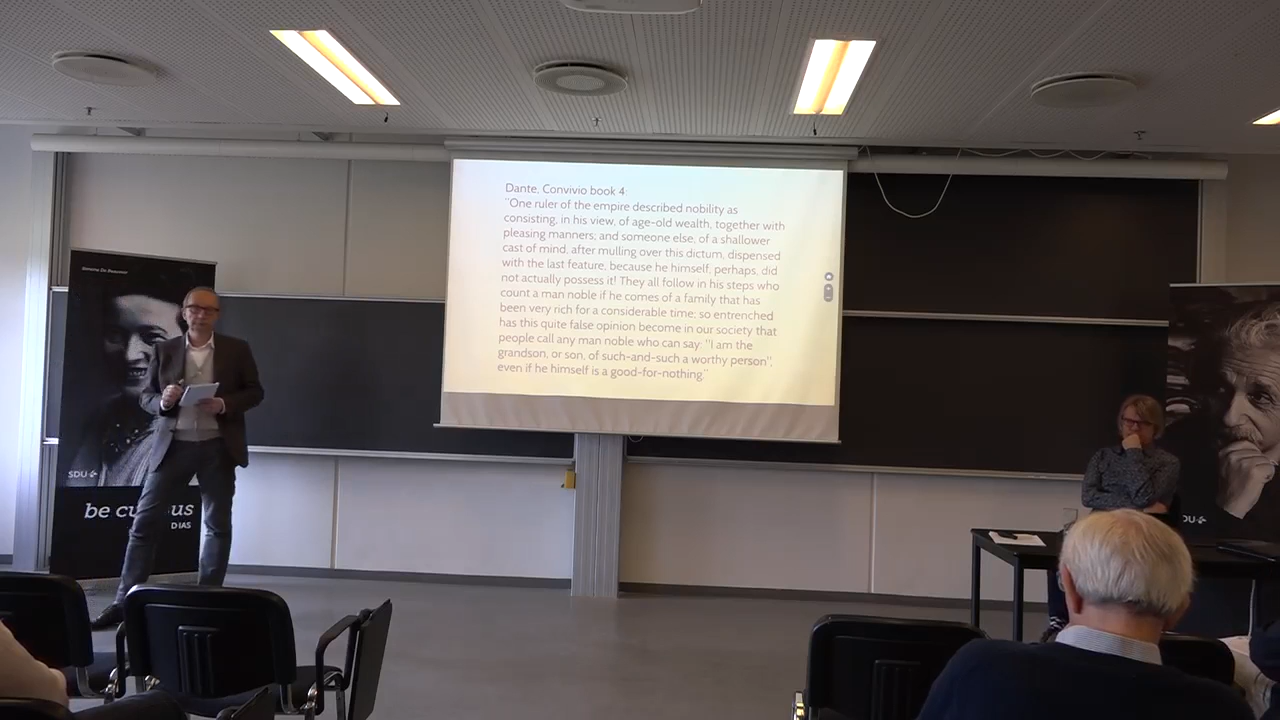 Dante, Convivio book 4:
"One ruler of the empire described nobility as
consisting, in his view, of age-old wealth, together with
pleasing manners; and someone else, of a shallower
cast of mind, after mulling over this dictum, dispensed
with the last feature, because he himself, perhaps, did
not actually possess it! They all follow in his steps who
count a man noble if he comes of a family that has
been very rich for a considerable time; so entrenched
has this quite false opinion become in our society that
people call any man noble who can say: "I am the
grandson, or son, of such-and-such a worthy person",
even if he himself is a good-for-nothing."
Simone De Beauvoir
SDU
be cu us
DIAS
DU